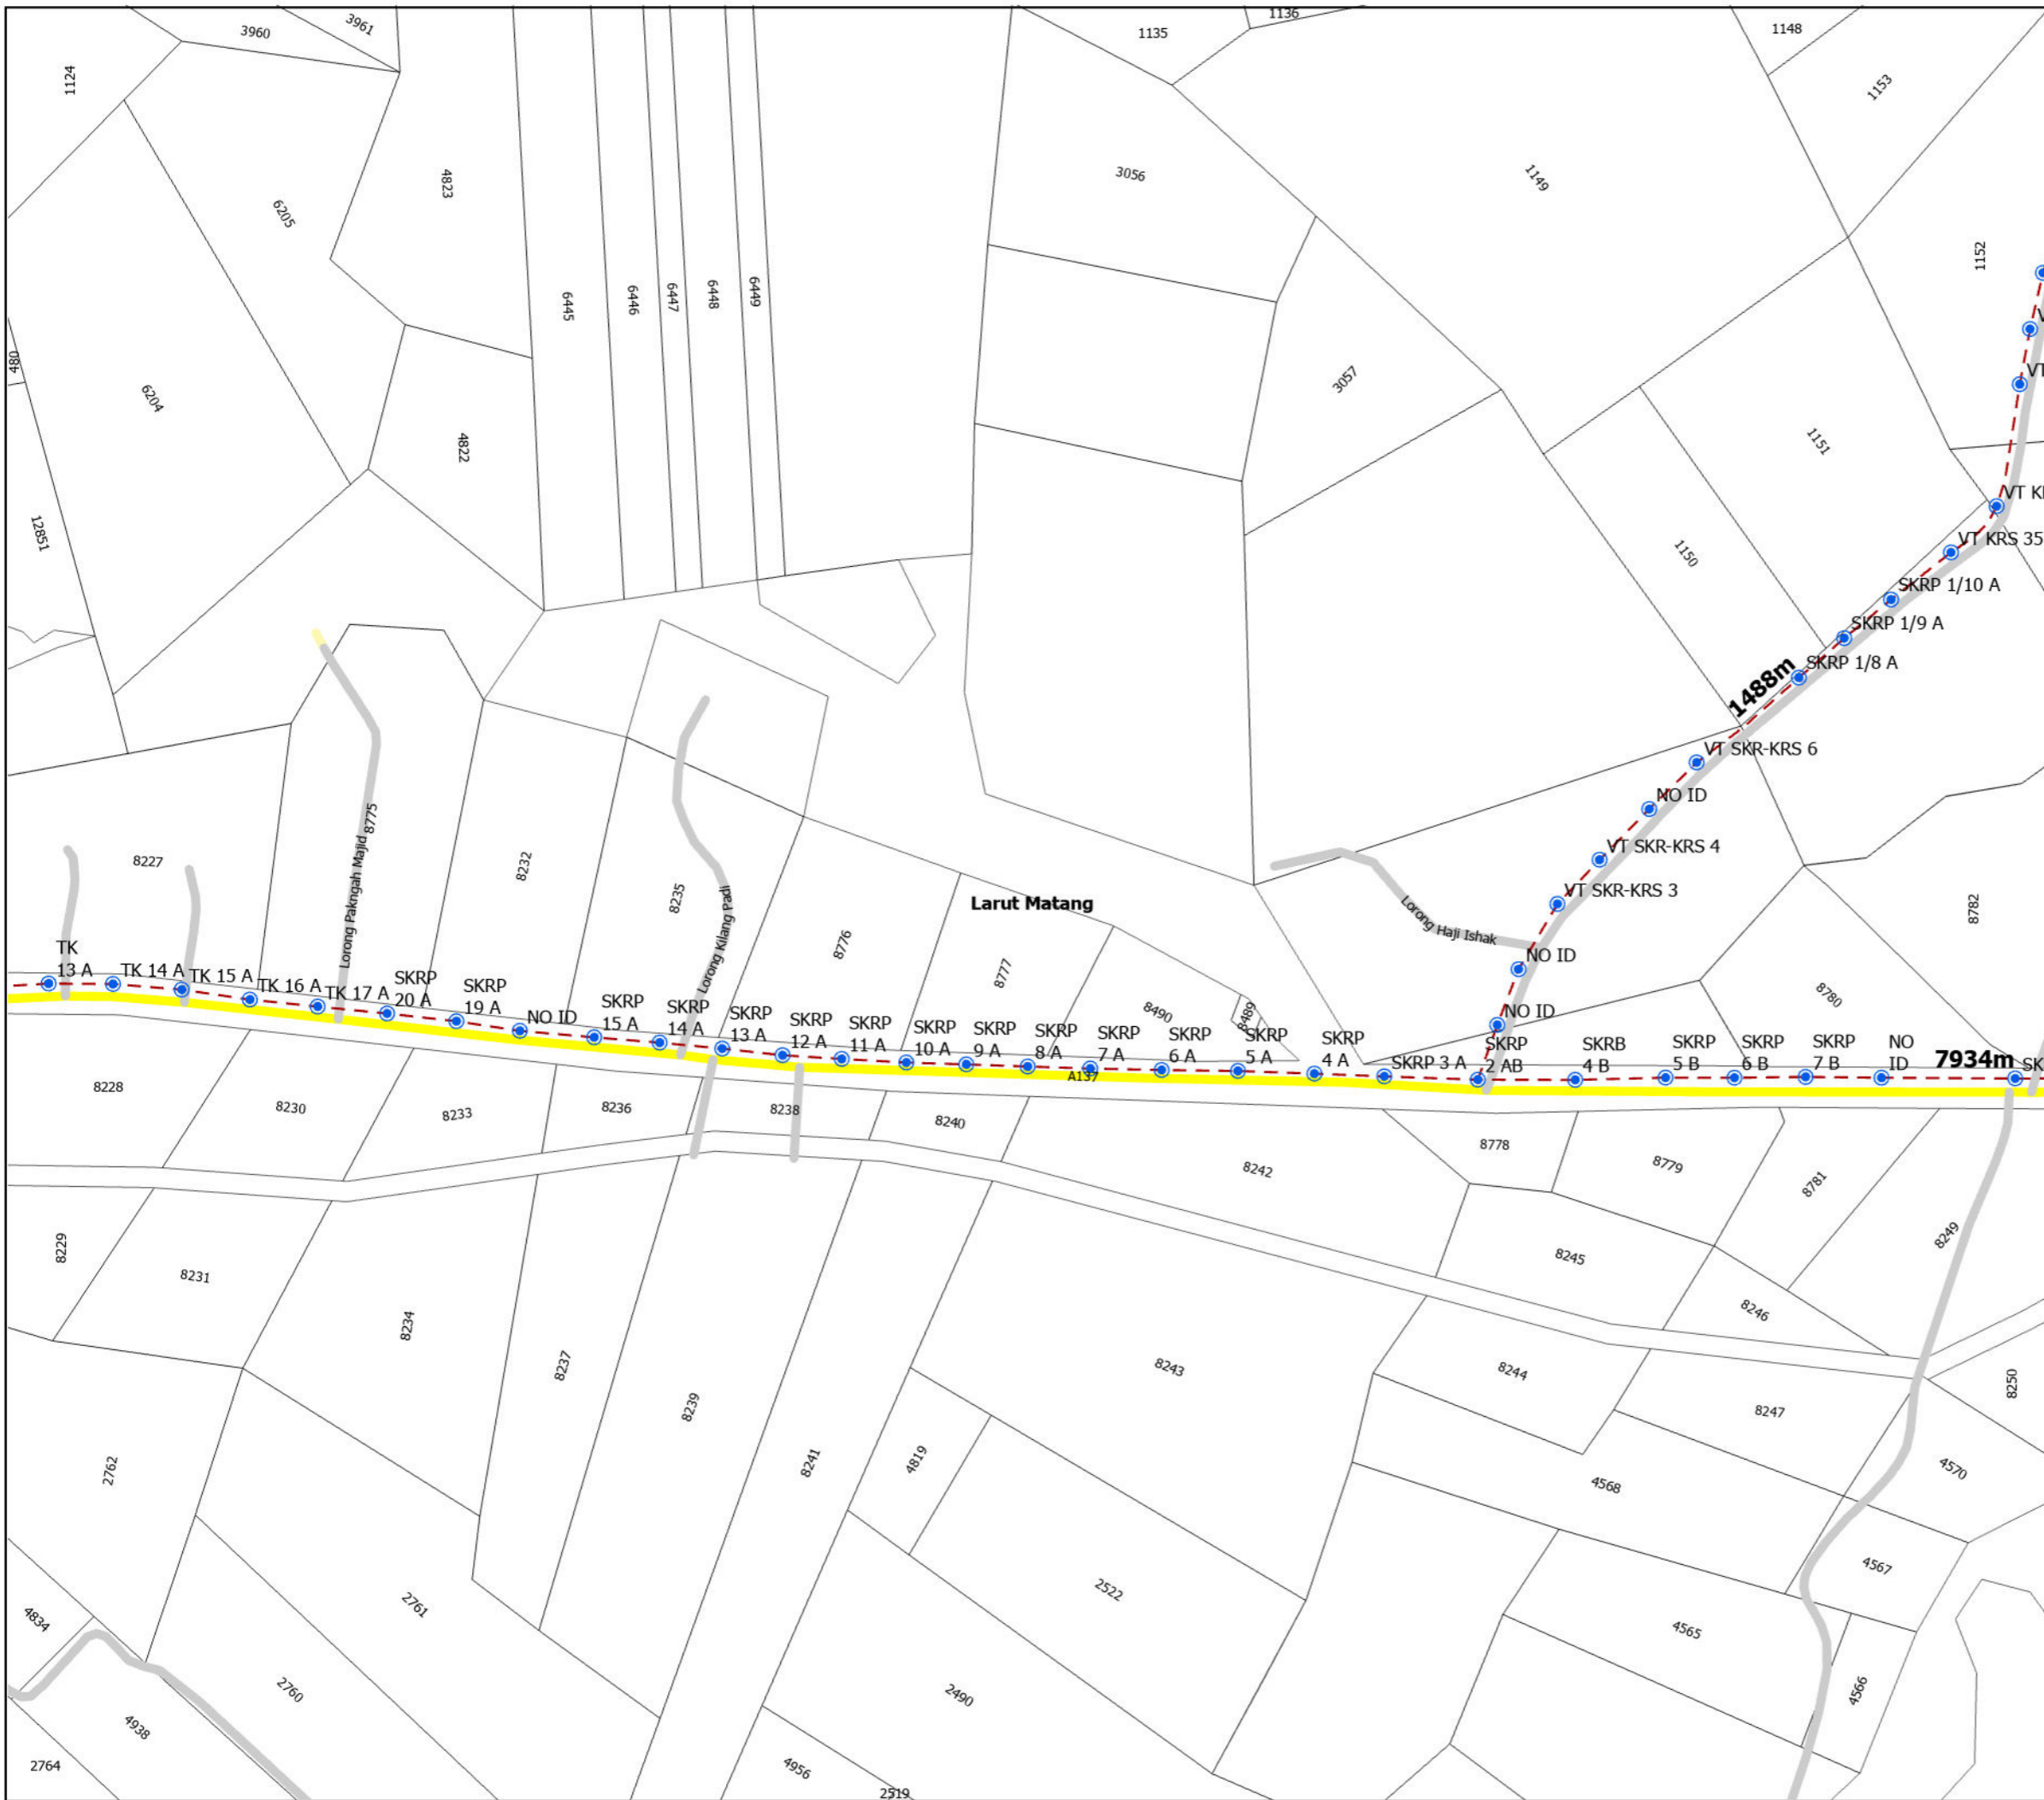 3960
3961
1135
1136
1148
1124
1153
4823
3056
1149
6205
1152
6445
6446
6447
6448
6449
480
6204
3057
4822
1151
12851
VT KRS 35
1150
SKRP 1/10 A
SKRP 1/9 A
SKRP 1/8 A
1488m
VT SKR-KRS 6
NO ID
VT SKR-KRS 4
VT SKR-KRS 3
8775
Lorong Pakngah Majid
8227
8232
8235
Lorong Kilang Padi
8776
8777
Larut Matang
8490
8489
Lorong Haji Ishak
8782
8780
NO ID
NO ID
TK
13 A
TK 14 A
TK 15 A
TK 16 A
TK 17 A
SKRP
20 A
SKRP
19 A
NO ID
SKRP
15 A
SKRP
14 A
SKRP
13 A
SKRP
12 A
SKRP
11 A
SKRP
10 A
SKRP
9 A
SKRP
8 A
SKRP
7 A
SKRP
6 A
SKRP
5 A
SKRP
4 A
SKRP 3 A
SKRP
2 AB
SKRB
4 B
SKRP
5 B
SKRP
6 B
SKRP
7 B
NO
ID
7934m
SK
A137
8228
8230
8233
8236
8238
8240
8242
8778
8779
8781
8249
8229
8231
8234
8237
8239
8241
8243
8245
8246
8244
8247
8250
2762
4819
4568
4570
2522
4567
4834
2761
4565
4566
2760
2490
4938
2764
4956
2519